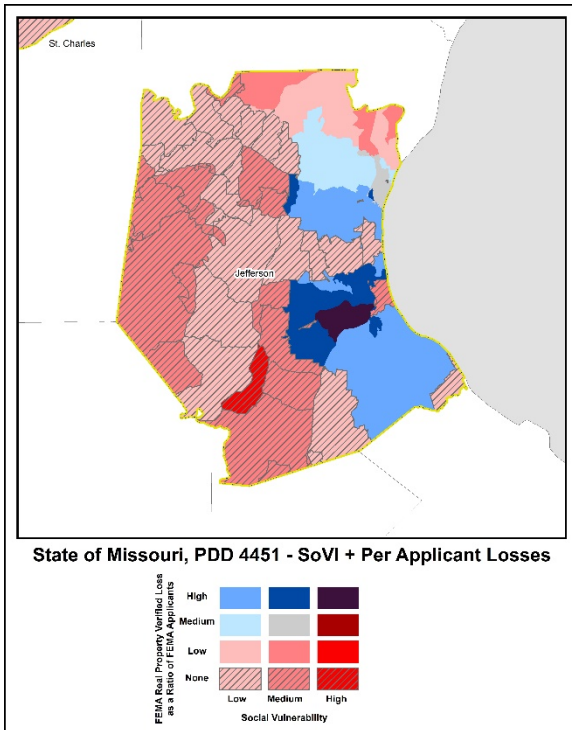 St. Charles
Jefferson
State of Missouri, PDD 4451 - SoVI + Per Applicant Losses
FEMA Real Property Verified Loss
as a Ratio of FEMA Applicants
High
Medium
Low
None
Low
Medium
High
Social Vulnerability